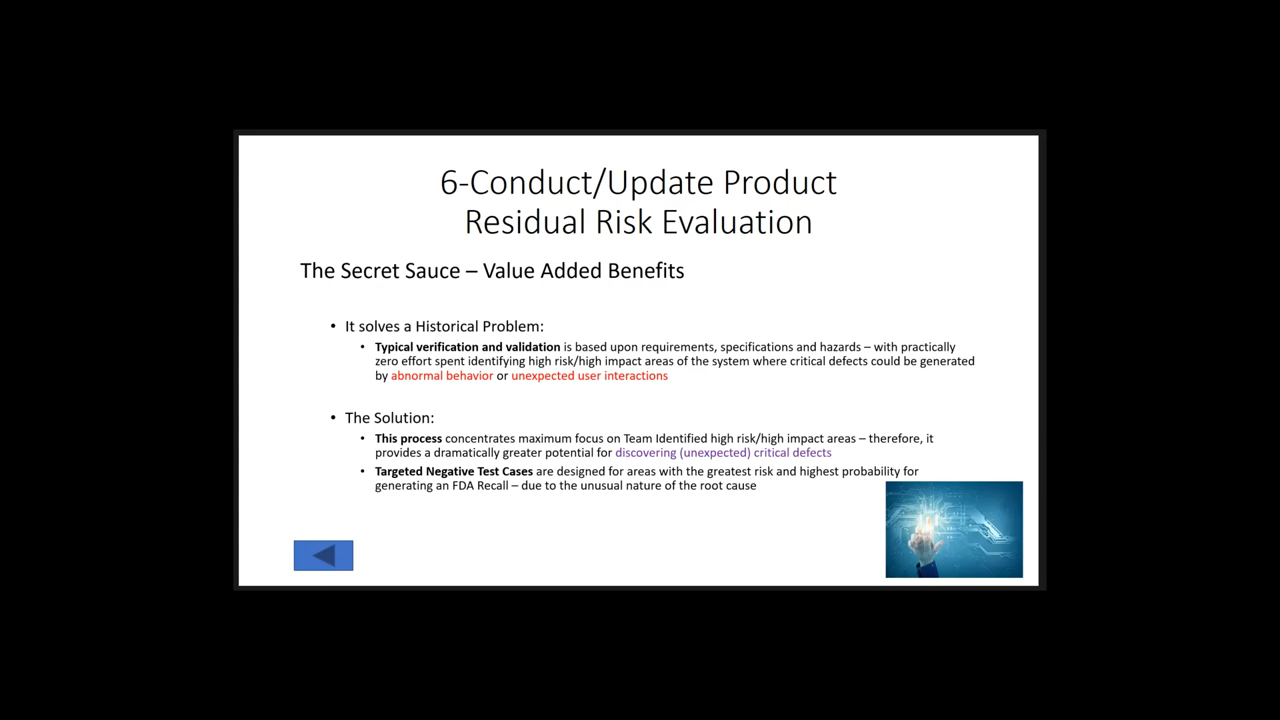 6-Conduct/Update Product
Residual Risk Evaluation
The Secret Sauce – Value Added Benefits
• It solves a Historical Problem:
• Typical verification and validation is based upon requirements, specifications and hazards – with practically
zero effort spent identifying high risk/high impact areas of the system where critical defects could be generated
by abnormal behavior or unexpected user interactions
• The Solution:
• This process concentrates maximum focus on Team Identified high risk/high impact areas – therefore, it
provides a dramatically greater potential for discovering (unexpected) critical defects
• Targeted Negative Test Cases are designed for areas with the greatest risk and highest probability for
generating an FDA Recall – due to the unusual nature of the root cause